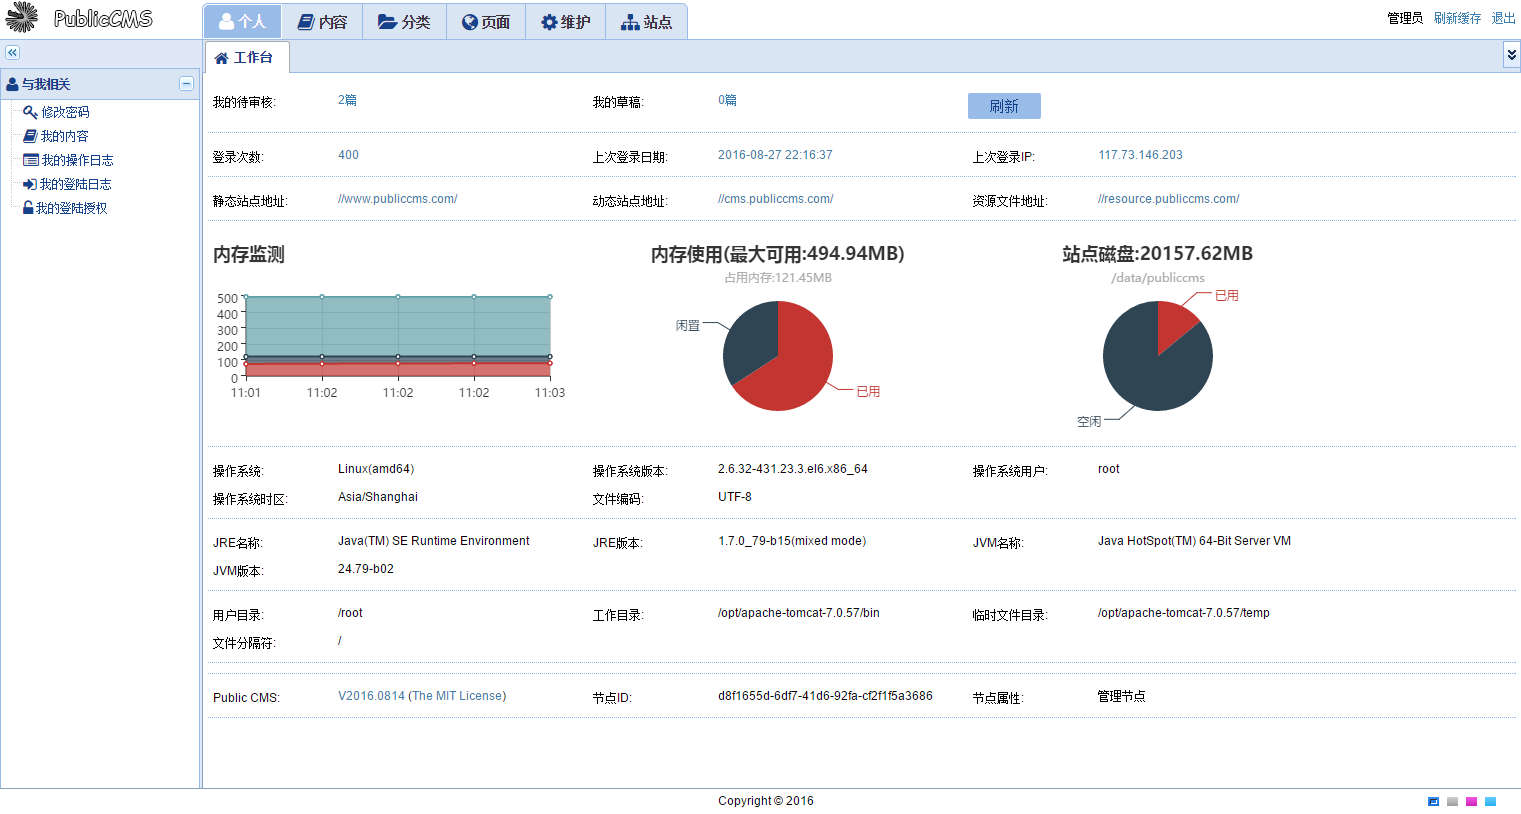 PublicCMS 个人 内容 分类 页面 维护 站点 管理员 刷新缓存 退出
工作台
与我相关
修改密码
我的内容
我的操作日志
我的登陆日志
我的登陆授权
我的待审核: 2篇 我的草稿: 0篇 刷新
登录次数: 400 上次登录日期: 2016-08-27 22:16:37 上次登录IP: 117.73.146.203
静态站点地址: //www.publiccms.com/ 动态站点地址: //cms.publiccms.com/ 资源文件地址: //resource.publiccms.com/
内存监测
500
400
300
200
100
0
11:01 11:02 11:02 11:02 11:03
内存使用(最大可用:494.94MB)
占用内存:121.45MB
闲置
已用
站点磁盘:20157.62MB
/data/publiccms
已用
空闲
操作系统: Linux(amd64) 操作系统版本: 2.6.32-431.23.3.el6.x86_64 操作系统用户: root
操作系统时区: Asia/Shanghai 文件编码: UTF-8
JRE名称: Java(TM) SE Runtime Environment JRE版本: 1.7.0_79-b15(mixed mode) JVM名称: Java HotSpot(TM) 64-Bit Server VM
JVM版本: 24.79-b02
用户目录: /root 工作目录: /opt/apache-tomcat-7.0.57/bin 临时文件目录: /opt/apache-tomcat-7.0.57/temp
文件分隔符: /
Public CMS: V2016.0814 (The MIT License) 节点ID: d8f1655d-6df7-41d6-92fa-cf2f1f5a3686 节点属性: 管理节点
Copyright © 2016